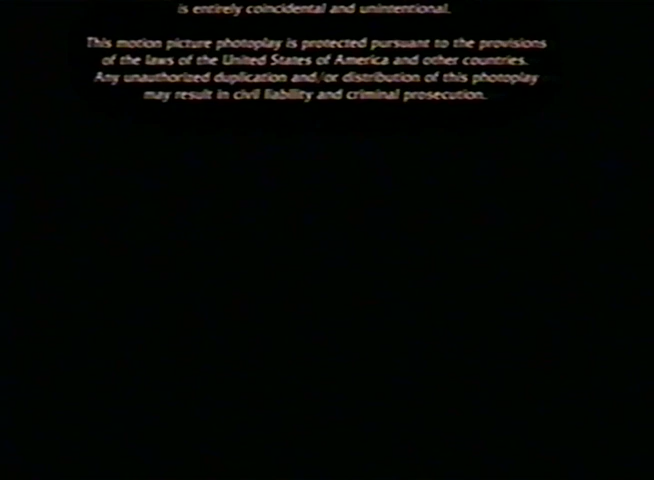 is entirely coincidental and unintentional.
This motion picture photoplay is protected pursuant to the provisions
of the laws of the United States of America and other countries.
Any unauthorized duplication and/or distribution of this photoplay
may result in civil liability and criminal prosecution.